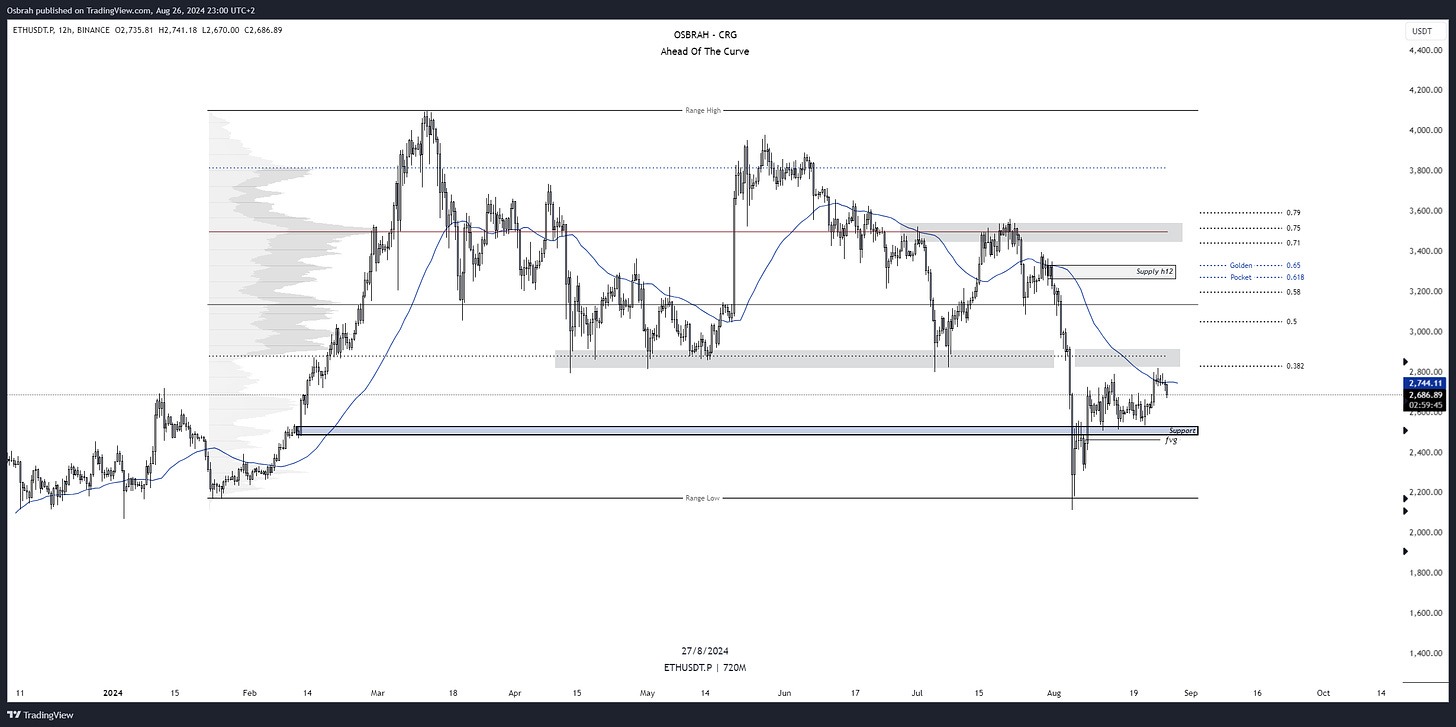 Osbrah published on TradingView.com, Aug 26, 2024 23:00 UTC+2
ETHUSDT.P, 12h, BINANCE O2,735.81 H2,741.18 L2,670.00 C2,686.89
OSBRAH - CRG
Ahead Of The Curve
USDT
4,400.00
4,200.00
Range High
4,000.00
3,800.00
3,600.00
0.79
0.75
0.71
3,400.00
Golden 0.65
Supply h12
Pocket 0.618
3,200.00
0.58
0.5
3,000.00
0.382
2,800.00
2,744.11
2,686.89
02:59:45
Support
fvg
2,400.00
Range Low
2,200.00
2,000.00
1,800.00
1,600.00
1,400.00
27/8/2024
ETHUSDT.P | 720M
11 2024 15 Feb 14 Mar 18 Apr 15 May 14 Jun 17 Jul 15 Aug 19 Sep 16 Oct 14
TradingView